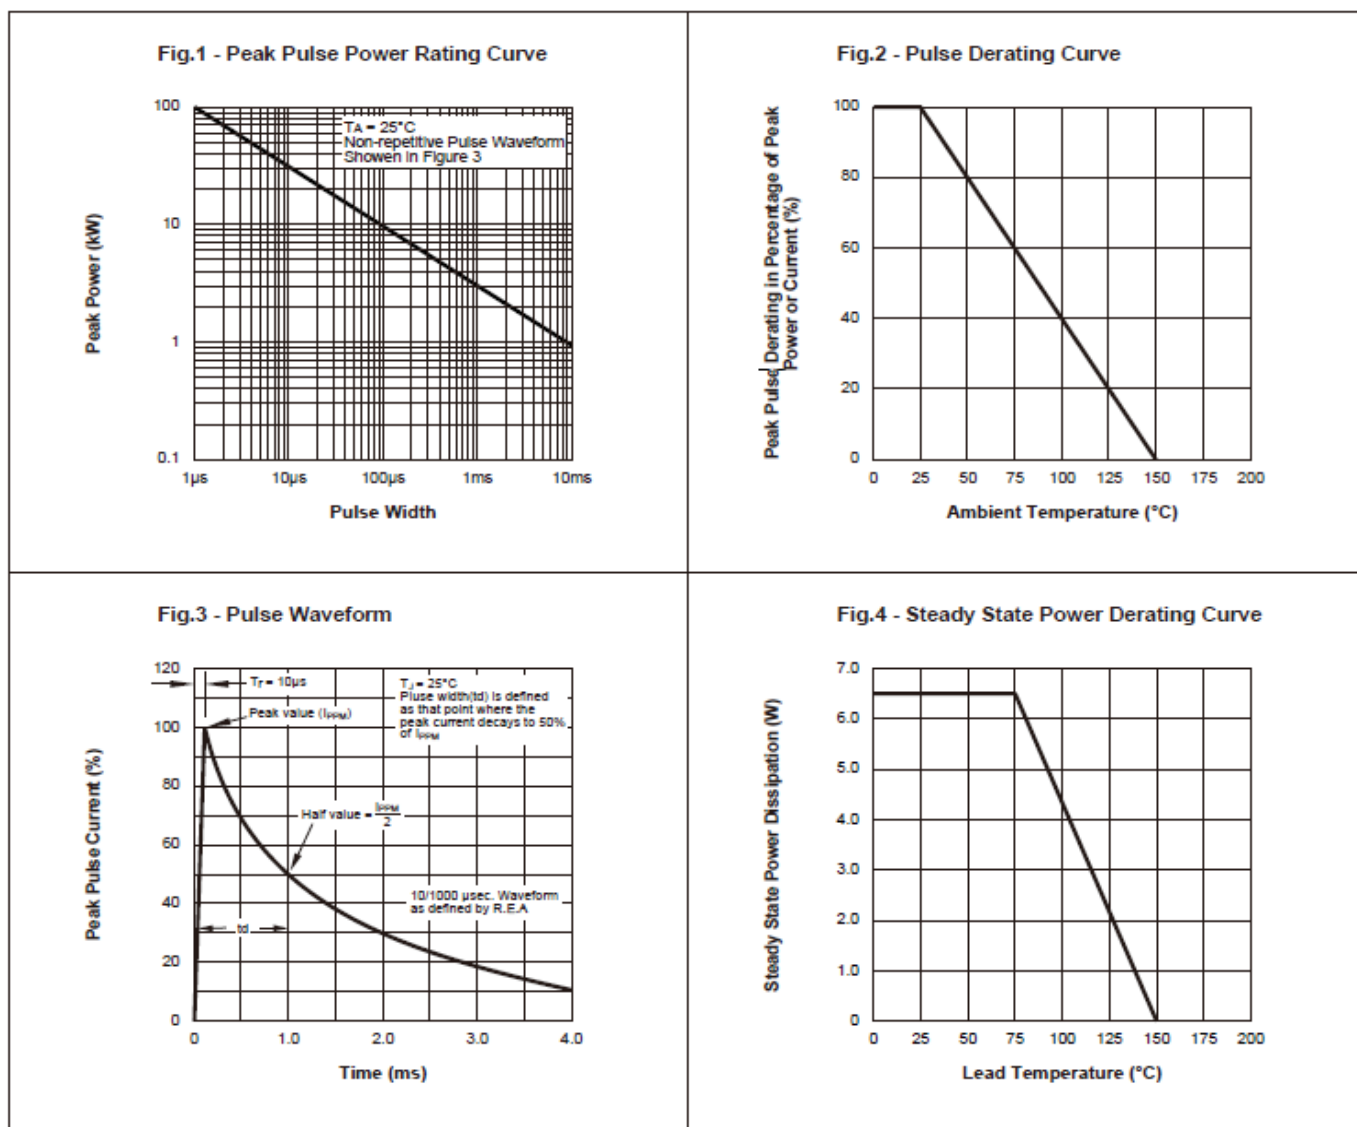 Fig.1 - Peak Pulse Power Rating Curve
100
10
1
0.1
Peak Power (kW)
TA = 25°C
Non-repetitive Pulse Waveform
Showen in Figure 3
1µs 10µs 100µs 1ms 10ms
Pulse Width
Fig.2 - Pulse Derating Curve
100
80
60
40
20
0
Peak Pulse Derating in Percentage of Peak
Power or Current (%)
0 25 50 75 100 125 150 175 200
Ambient Temperature (°C)
Fig.3 - Pulse Waveform
120
100
80
60
40
20
0
Peak Pulse Current (%)
Tr = 10µs
Peak value (IPPM)
TJ = 25°C
Pluse width(td) is defined
as that point where the
peak current decays to 50%
of IPPM
Half value = IPPM
2
10/1000 µsec. Waveform
as defined by R.E.A
td
0 1.0 2.0 3.0 4.0
Time (ms)
Fig.4 - Steady State Power Derating Curve
7.0
6.0
5.0
4.0
3.0
2.0
1.0
0
Steady State Power Dissipation (W)
0 25 50 75 100 125 150 175 200
Lead Temperature (°C)